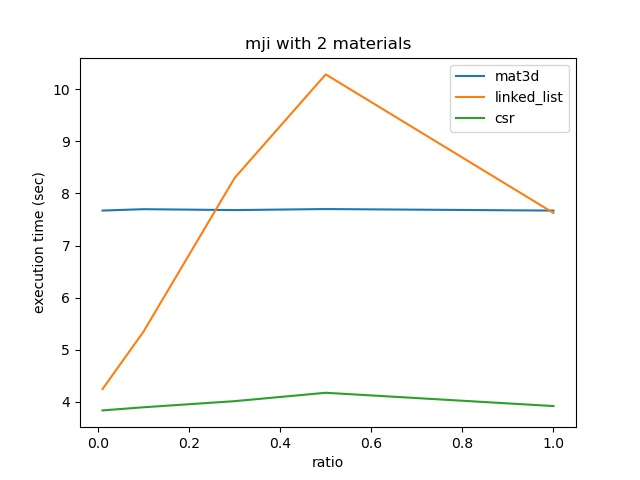 mji with 2 materials
mat3d
linked_list
csr
execution time (sec)
10
9
8
7
6
5
4
0.0 0.2 0.4 0.6 0.8 1.0
ratio